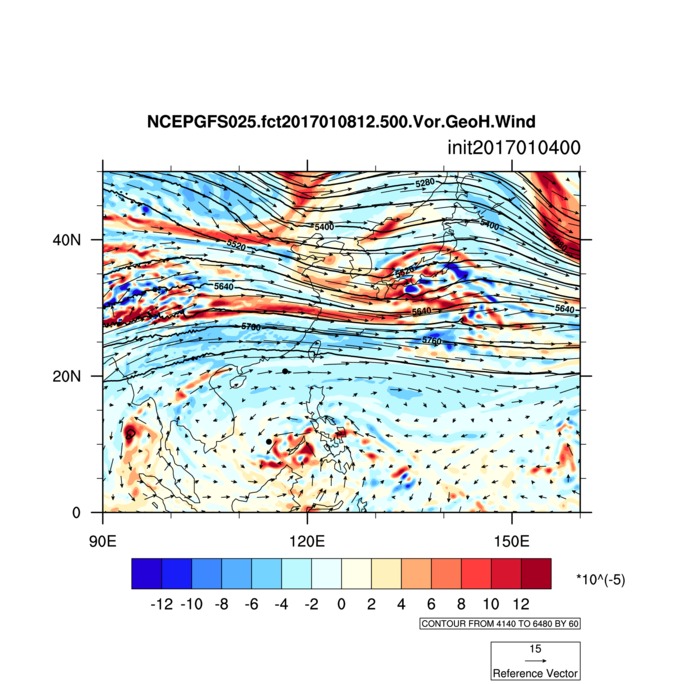 NCEPGFS025.fct2017010812.500.Vor.GeoH.Wind
init2017010400
5280
5400
5400
40N
5520
5640
5640
5640
5700
5760
20N
0
90E 120E 150E
*10^(-5)
-12 -10 -8 -6 -4 -2 0 2 4 6 8 10 12
CONTOUR FROM 4140 TO 6480 BY 60
15
Reference Vector